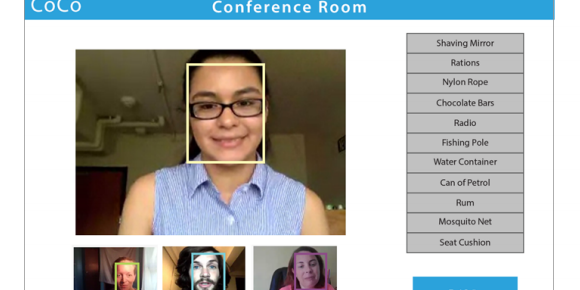 CoCo
Conference Room
Shaving Mirror
Rations
Nylon Rope
Chocolate Bars
Radio
Fishing Pole
Water Container
Can of Petrol
Rum
Mosquito Net
Seat Cushion